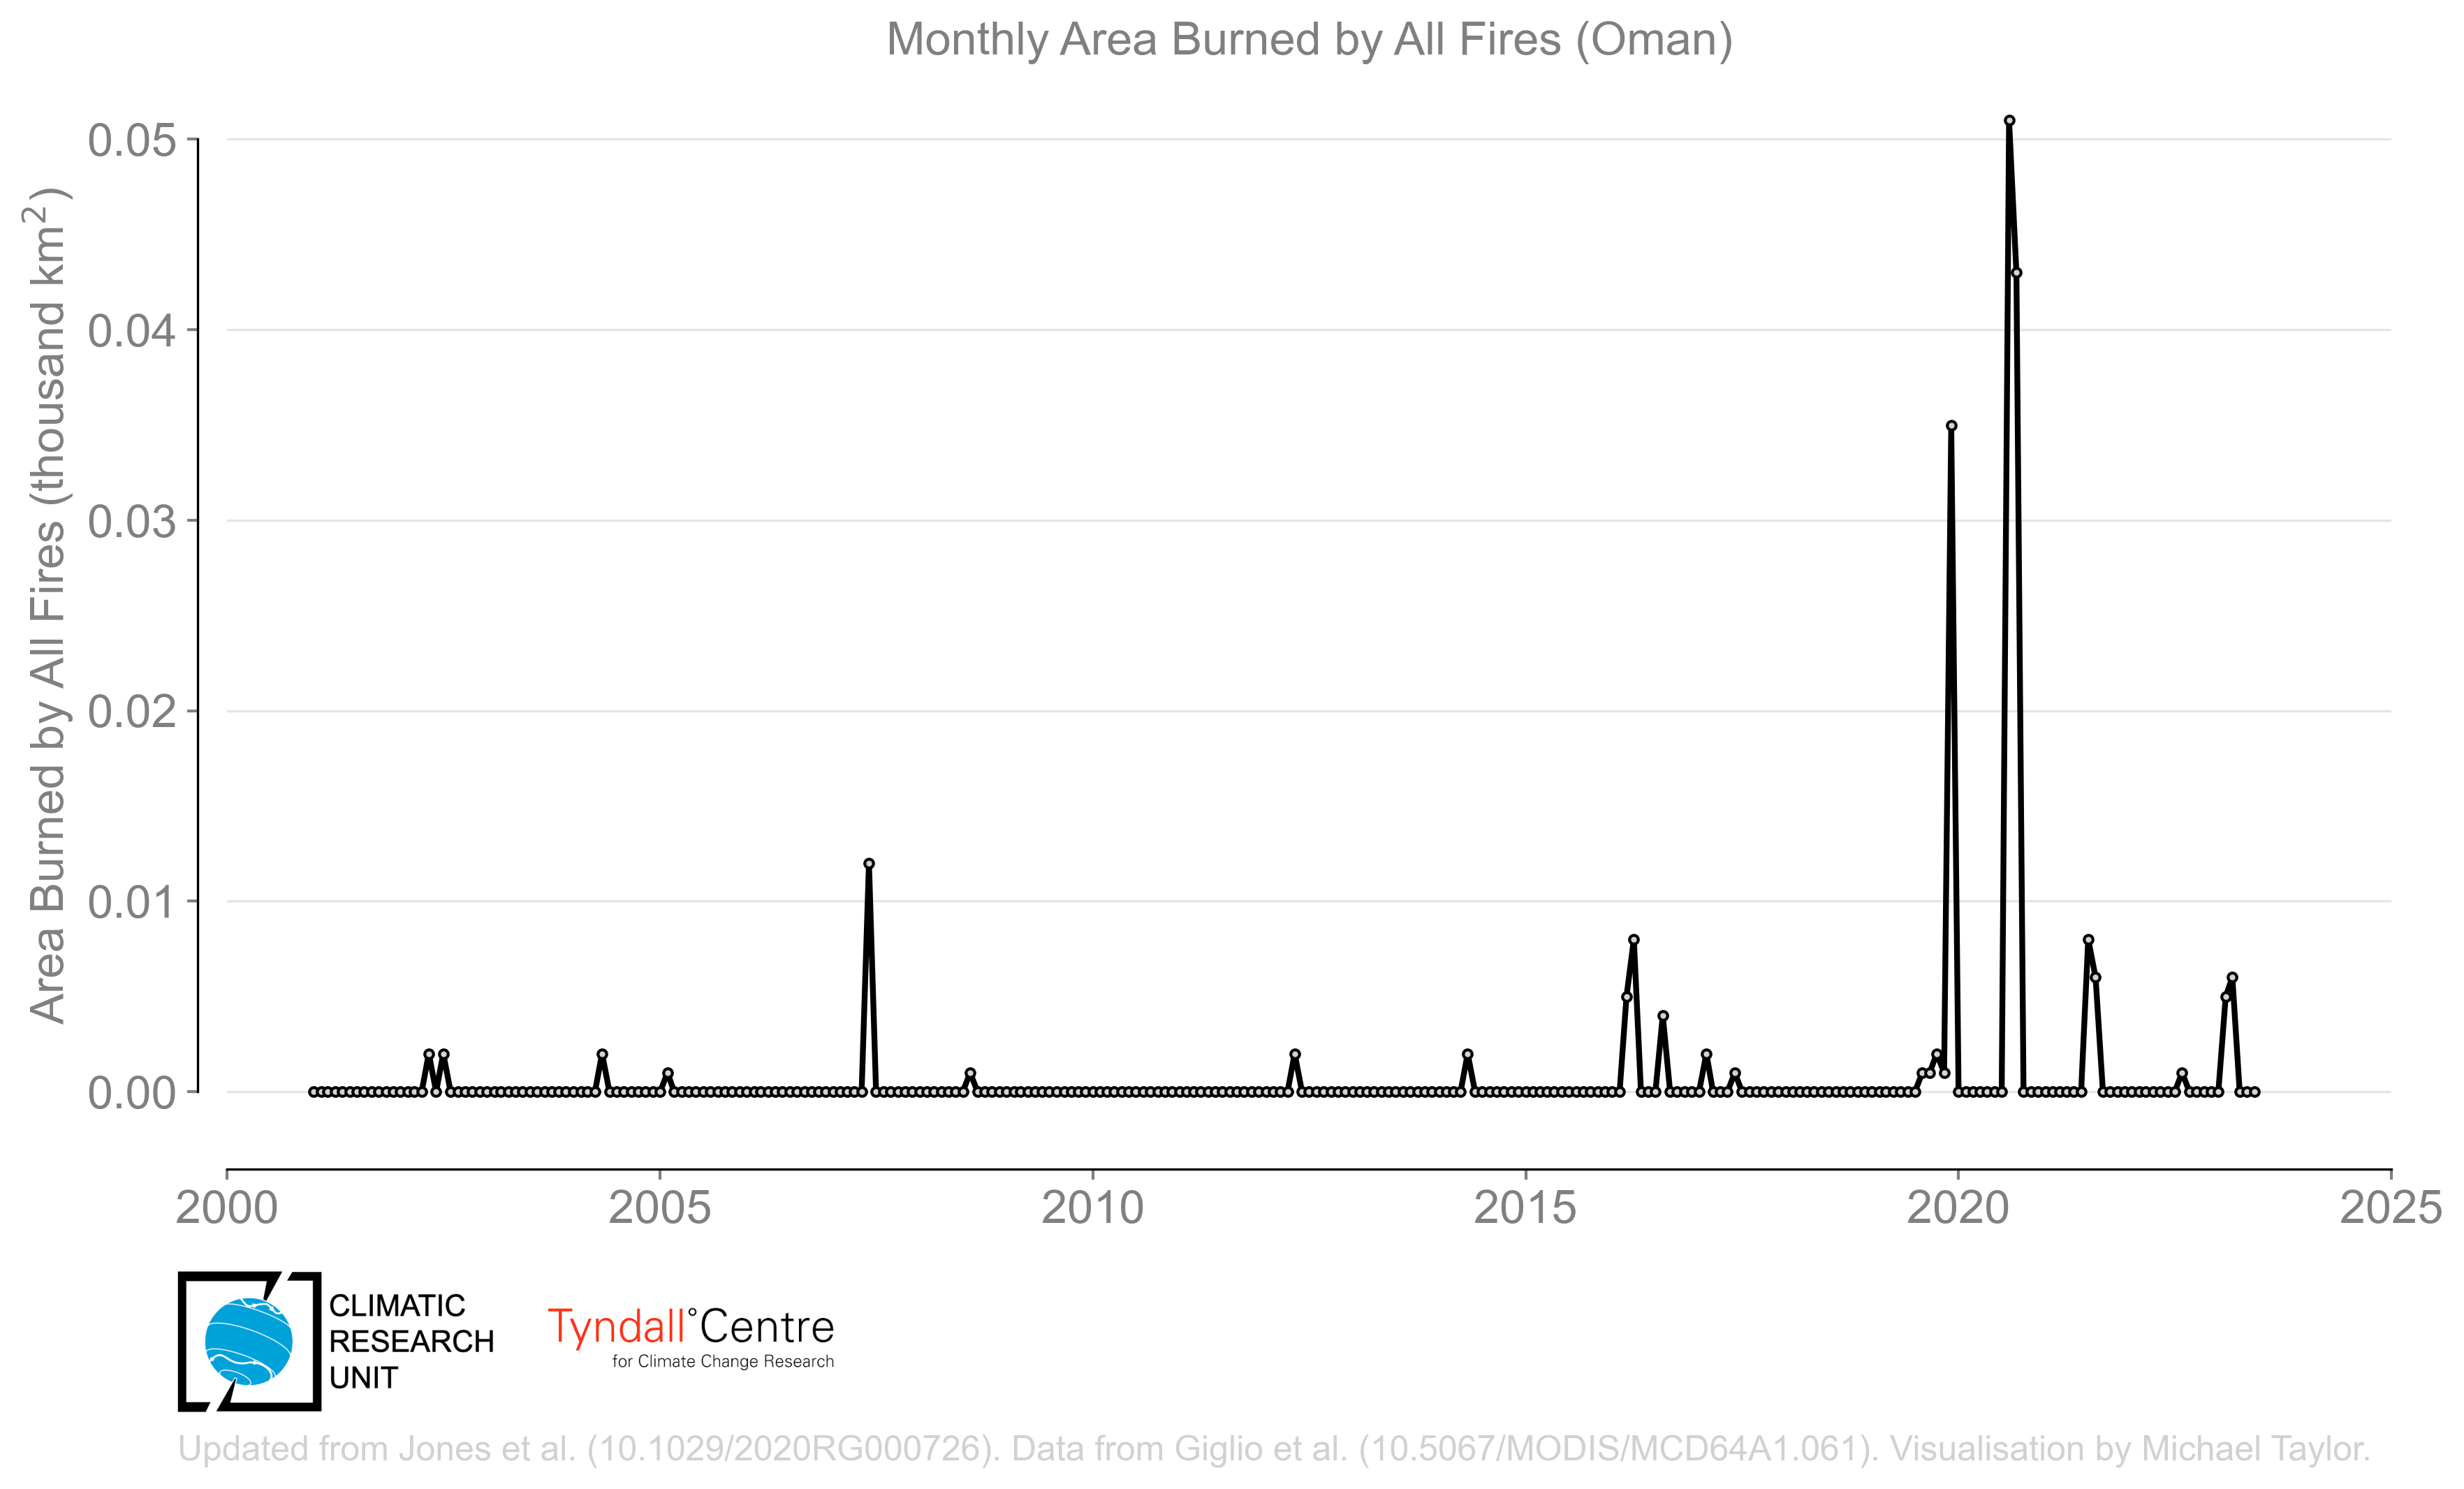 Monthly Area Burned by All Fires (Oman)
Area Burned by All Fires (thousand km²)
0.05
0.04
0.03
0.02
0.01
0.00
2000 2005 2010 2015 2020 2025
CLIMATIC
RESEARCH
UNIT
Tyndall°Centre
for Climate Change Research
Updated from Jones et al. (10.1029/2020RG000726). Data from Giglio et al. (10.5067/MODIS/MCD64A1.061). Visualisation by Michael Taylor.